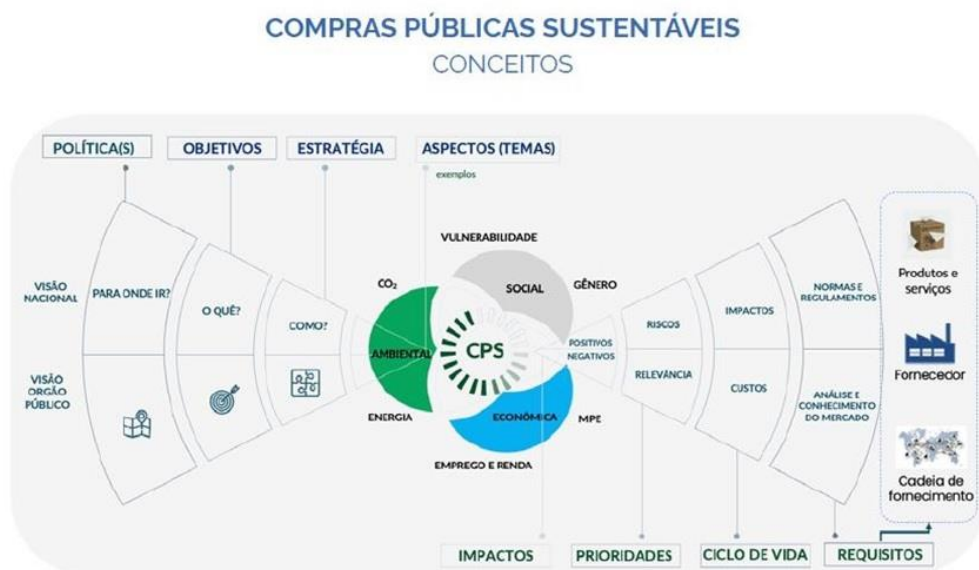 COMPRAS PÚBLICAS SUSTENTÁVEIS
CONCEITOS
POLÍTICA(S)
OBJETIVOS
ESTRATÉGIA
ASPECTOS (TEMAS)
exemplos
VISÃO
NACIONAL
VISÃO
ORGÃO
PÚBLICO
PARA ONDE IR?
O QUÊ?
COMO?
VULNERABILIDADE
CO₂
SOCIAL
GÊNERO
AMBIENTAL
CPS
ENERGIA
ECONÔMICA
MPE
EMPREGO E RENDA
POSITIVOS
NEGATIVOS
RISCOS
RELEVÂNCIA
IMPACTOS
CUSTOS
NORMAS E
REGULAMENTOS
ANÁLISE E
CONHECIMENTO
DO MERCADO
Produtos e
serviços
Fornecedor
Cadeia de
fornecimento
IMPACTOS
PRIORIDADES
CICLO DE VIDA
REQUISITOS